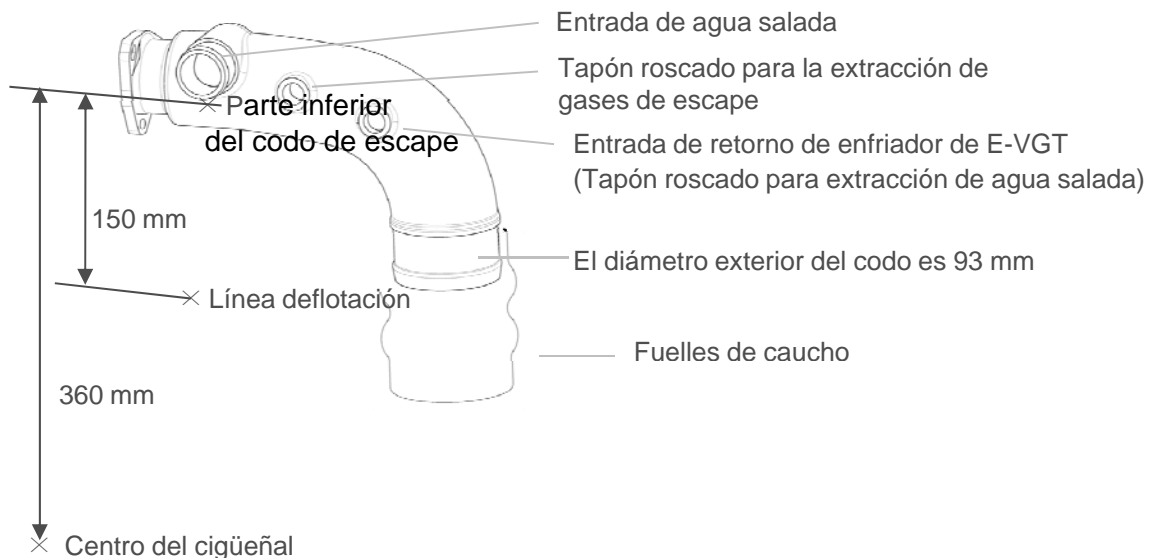 Entrada de agua salada
Tapón roscado para la extracción de
gases de escape
Parte inferior
del codo de escape
Entrada de retorno de enfriador de E-VGT
(Tapón roscado para extracción de agua salada)
150 mm
El diámetro exterior del codo es 93 mm
Línea deflotación
Fuelles de caucho
360 mm
Centro del cigüeñal